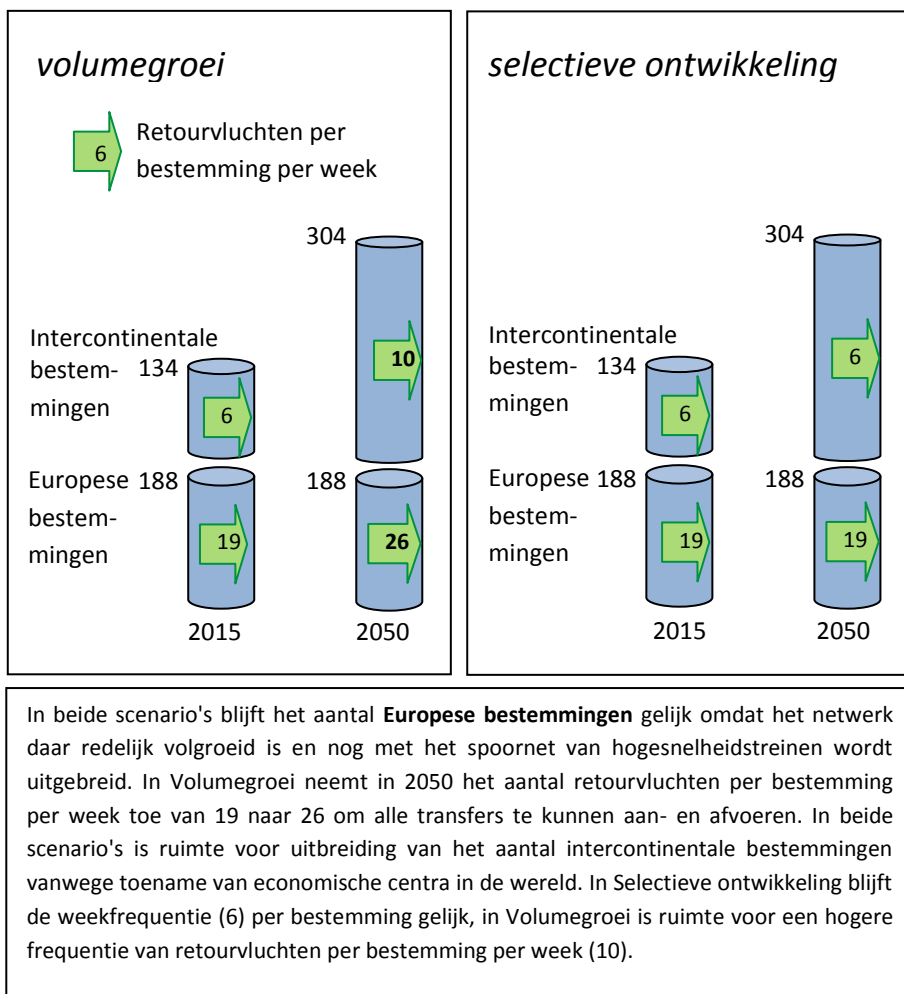 volumegroei
6
Retourvluchten per
bestemming per week
304
Intercontinentale
bestem-
mingen
134
10
6
Europese
bestem-
mingen
188
188
19
26
2015
2050
selectieve ontwikkeling
304
Intercontinentale
bestem-
mingen
134
6
6
Europese
bestem-
mingen
188
188
19
19
2015
2050
In beide scenario's blijft het aantal Europese bestemmingen gelijk omdat het netwerk
daar redelijk volgroeid is en nog met het spoornet van hogesnelheidstreinen wordt
uitgebreid. In Volumegroei neemt in 2050 het aantal retourvluchten per bestemming
per week toe van 19 naar 26 om alle transfers te kunnen aan- en afvoeren. In beide
scenario's is ruimte voor uitbreiding van het aantal intercontinentale bestemmingen
vanwege toename van economische centra in de wereld. In Selectieve ontwikkeling blijft
de weekfrequentie (6) per bestemming gelijk, in Volumegroei is ruimte voor een hogere
frequentie van retourvluchten per bestemming per week (10).